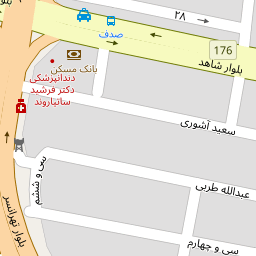 ۲۸
176
صدف
بلوار شاهد
بانک مسکن
دندانپزشکی
دکتر فرشید
ساتیاروند
سعید آشوری
سی و ششم
عبدالله طربی
بلوار تهرانسر
سی و چهارم